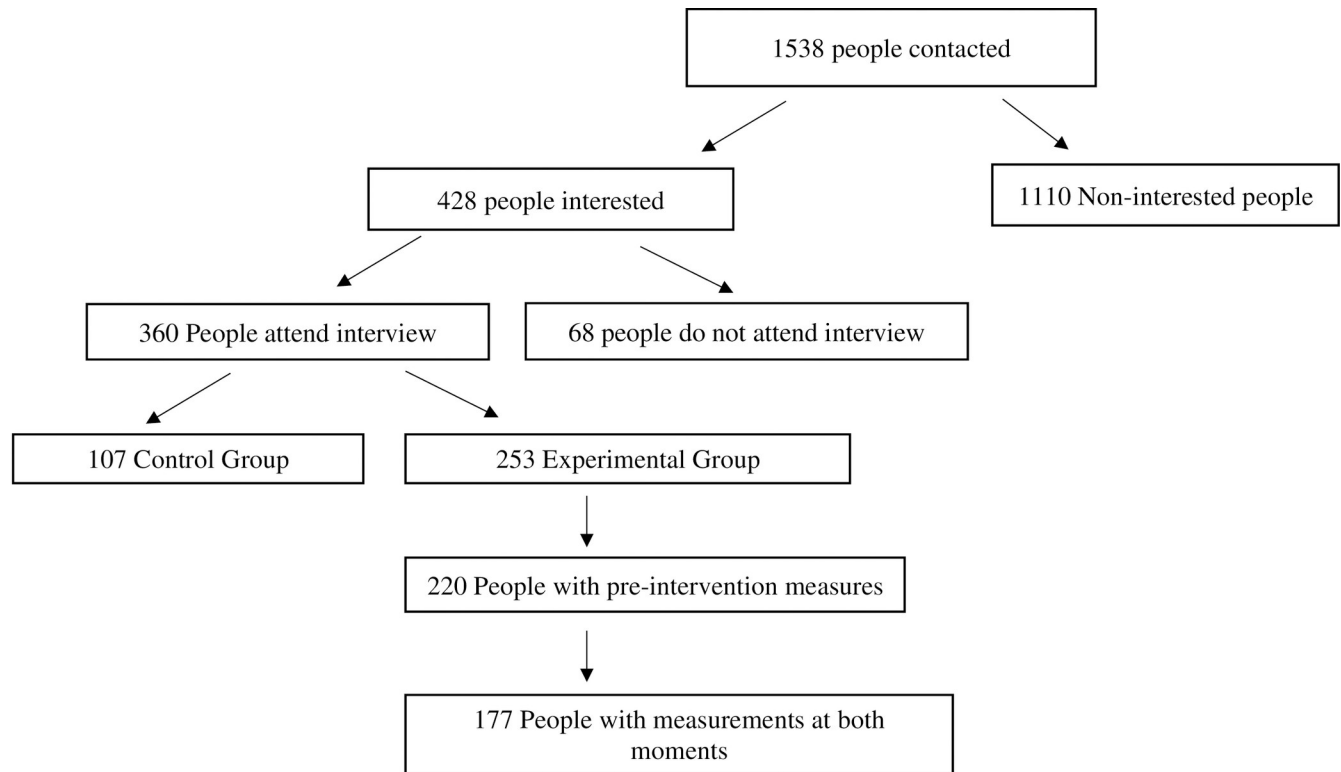 1538 people contacted
428 people interested
1110 Non-interested people
360 People attend interview
68 people do not attend interview
107 Control Group
253 Experimental Group
220 People with pre-intervention measures
177 People with measurements at both
moments